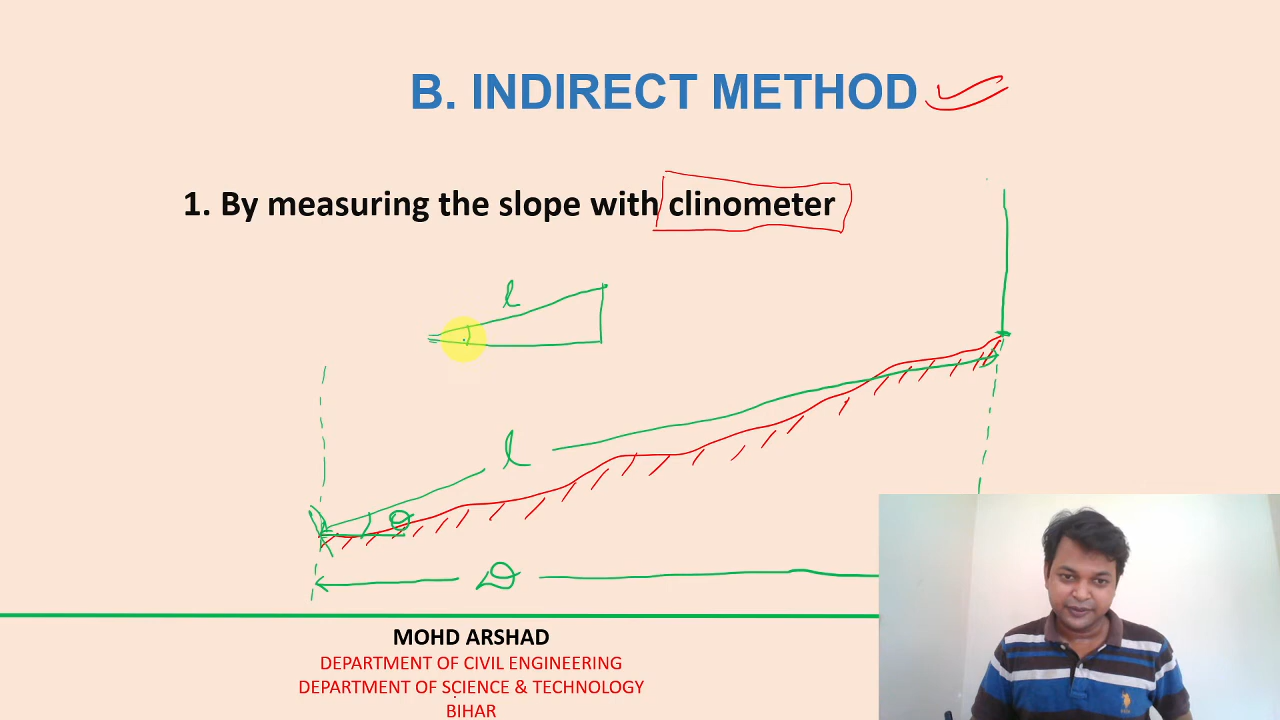 B. INDIRECT METHOD
1. By measuring the slope with clinometer
l
l
θ
D
MOHD ARSHAD
DEPARTMENT OF CIVIL ENGINEERING
DEPARTMENT OF SCIENCE & TECHNOLOGY
BIHAR